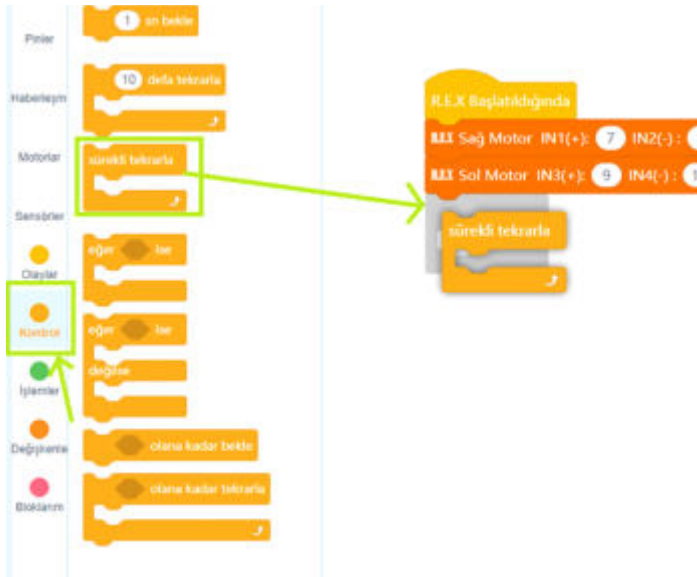 Pinler
Haberleşm
Motorlar
Sensörler
Olaylar
Kontrol
İşlemler
Değişkenle
Bloklarım
1 sn bekle
10 defa tekrarla
sürekli tekrarla
eğer ise
eğer ise
değilse
olana kadar bekle
olana kadar tekrarla
R.E.X Başlatıldığında
R.E.X Sağ Motor IN1(+): 7 IN2(-) :
R.E.X Sol Motor IN3(+): 9 IN4(-) : 1
sürekli tekrarla